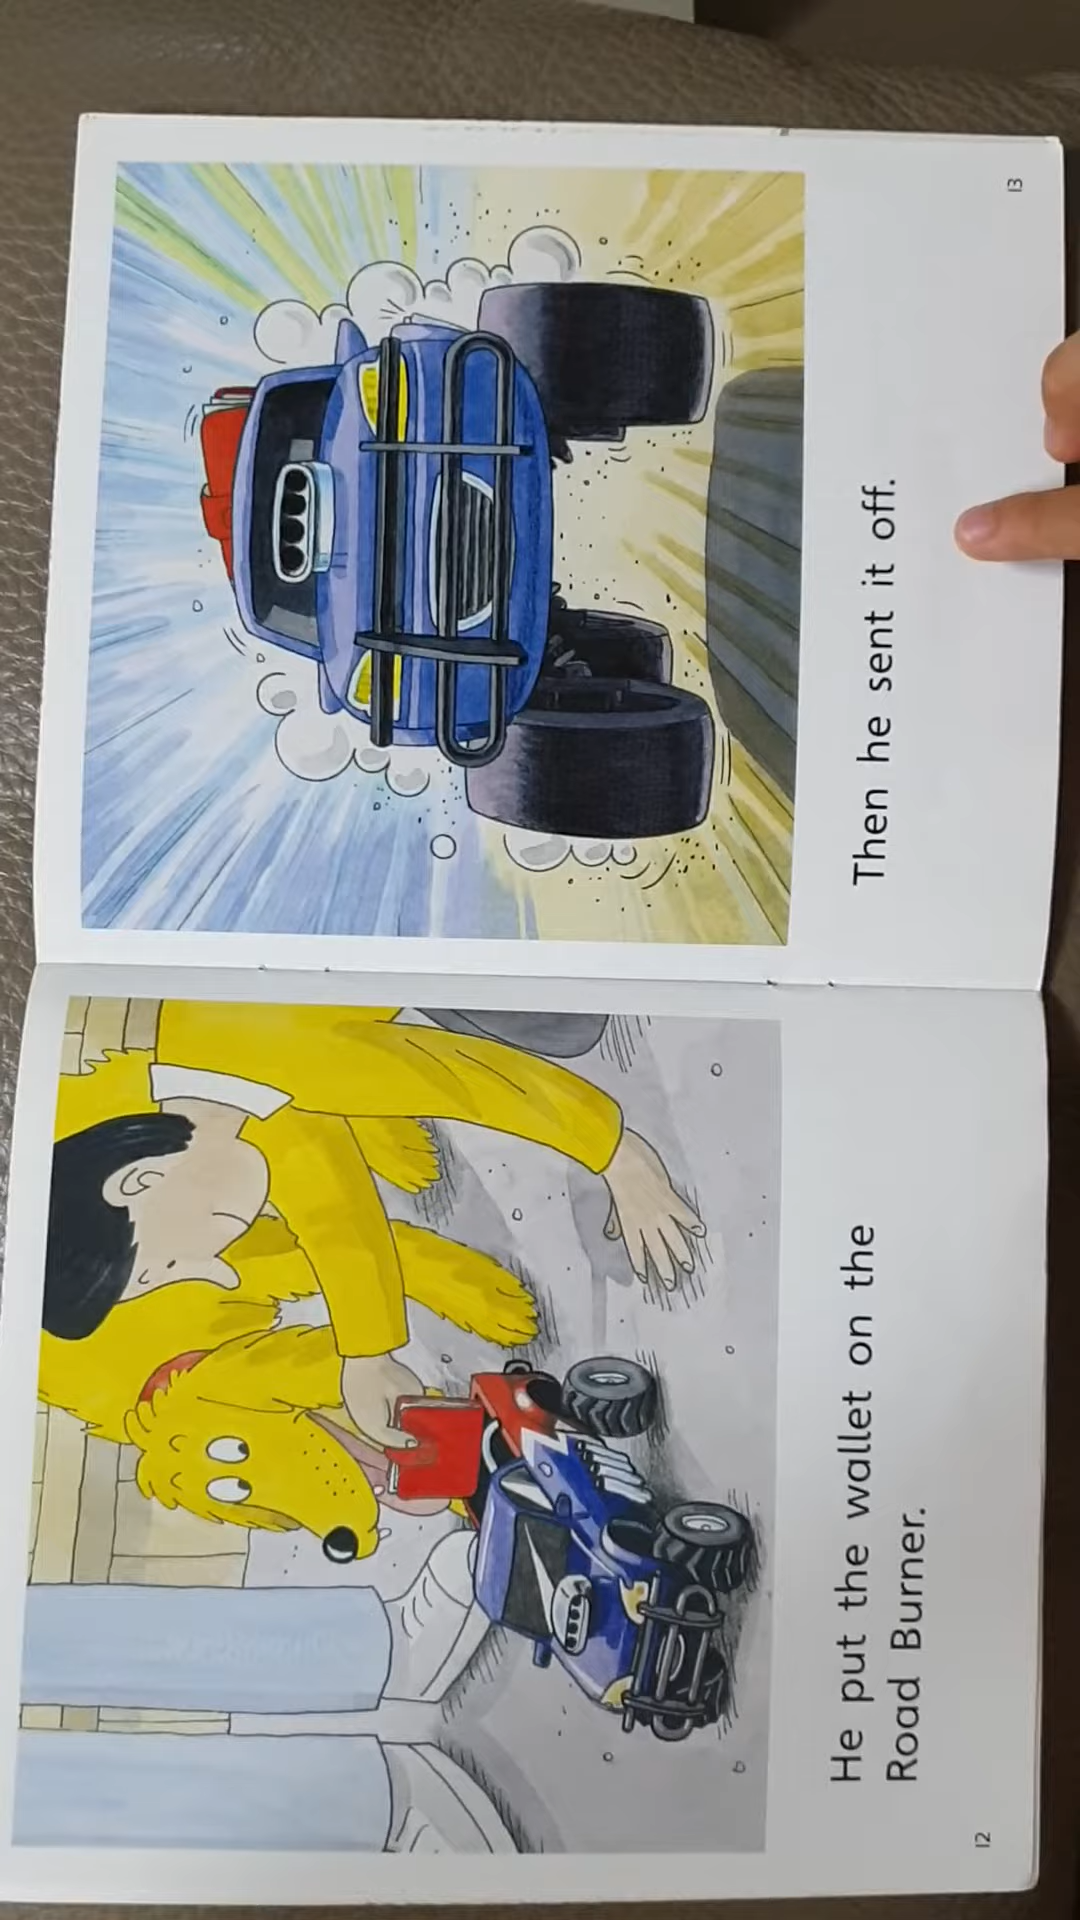 He put the wallet on the
Road Burner.
12
Then he sent it off.
13